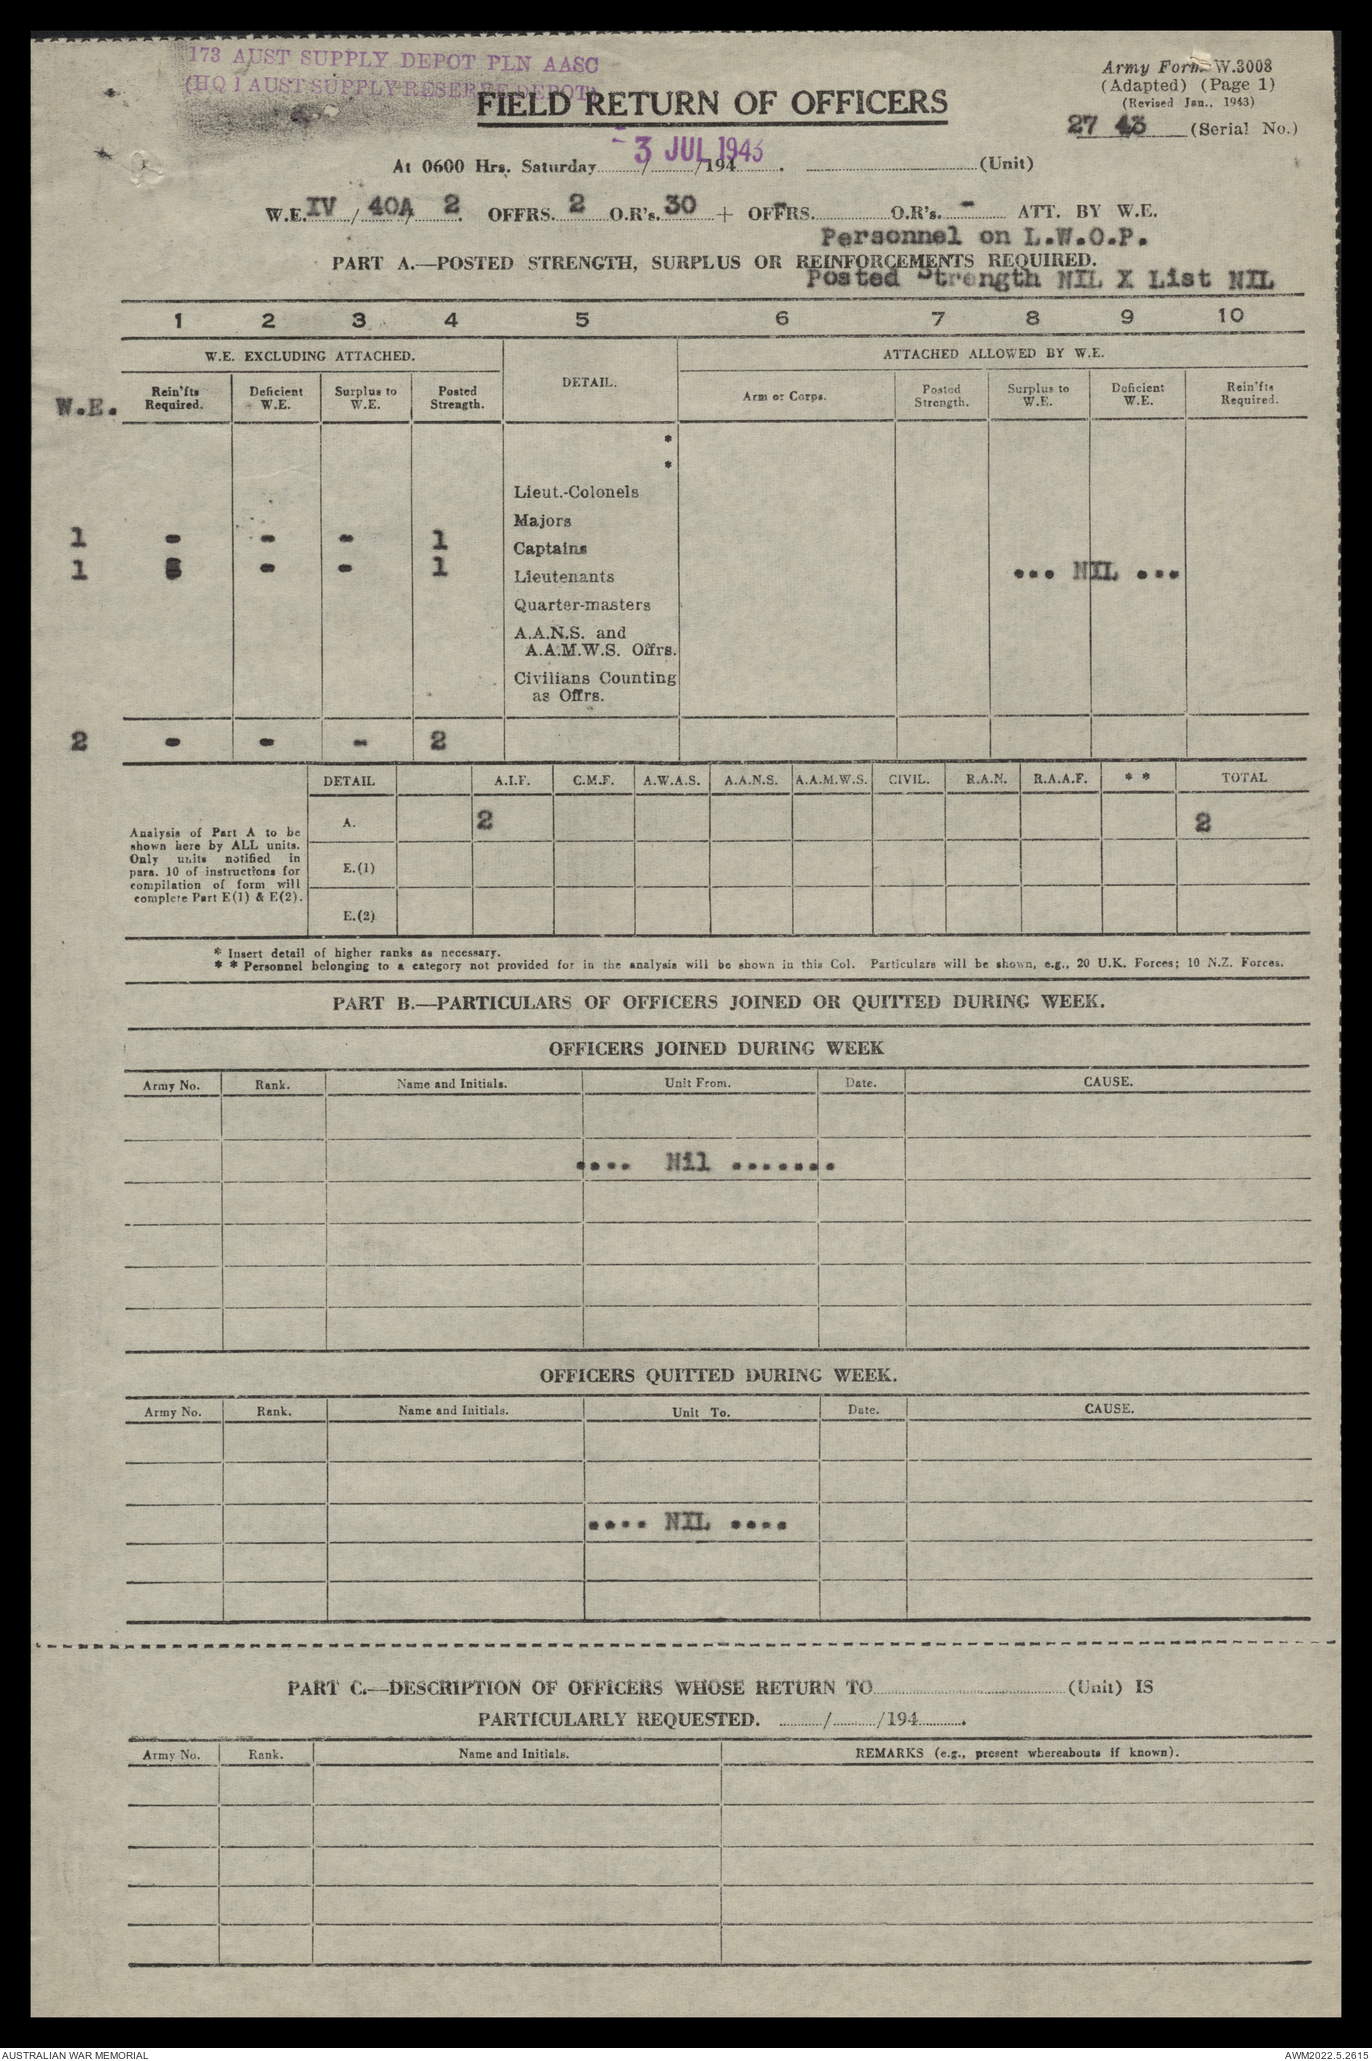 173 AUST SUPPLY DEPOT PLN AASC
(HQ 1 AUST SUPPLY RESERVE DEPOT)
Army Form W.3008
(Adapted) (Page 1)
(Revised Jan., 1943)
27 43 (Serial No.)
FIELD RETURN OF OFFICERS
At 0600 Hrs. Saturday - 3 JUL 1943 /194 . (Unit)
W.E. IV / 40A / 2 . OFFRS. 2 O.R's. 30 + OFFRS. - O.R's. - ATT. BY W.E.
Personnel on L.W.O.P.
PART A.—POSTED STRENGTH, SURPLUS OR REINFORCEMENTS REQUIRED.
Posted Strength NIL X List NIL
1 2 3 4 5 6 7 8 9 10
W.E. EXCLUDING ATTACHED. DETAIL. ATTACHED ALLOWED BY W.E.
W.E. Rein'fts Required. Deficient W.E. Surplus to W.E. Posted Strength. Arm or Corps. Posted Strength. Surplus to W.E. Deficient W.E. Rein'fts Required.
*
*
Lieut.-Colonels
Majors
1 - - - 1 Captains
1 - - 1 Lieutenants ... NIL ...
Quarter-masters
A.A.N.S. and
A.A.M.W.S. Offrs.
Civilians Counting
as Offrs.
2 - - - 2
DETAIL A.I.F. C.M.F. A.W.A.S. A.A.N.S. A.A.M.W.S. CIVIL. R.A.N. R.A.A.F. * * TOTAL
Analysis of Part A to be
shown here by ALL units.
Only units notified in
para. 10 of instructions for
compilation of form will
complete Part E(1) & E(2).
A. 2 2
E.(1)
E.(2)
* Insert detail of higher ranks as necessary.
* * Personnel belonging to a category not provided for in the analysis will be shown in this Col. Particulars will be shown, e.g., 20 U.K. Forces; 10 N.Z. Forces.
PART B.—PARTICULARS OF OFFICERS JOINED OR QUITTED DURING WEEK.
OFFICERS JOINED DURING WEEK
Army No. Rank. Name and Initials. Unit From. Date. CAUSE.
.... Nil .......
OFFICERS QUITTED DURING WEEK.
Army No. Rank. Name and Initials. Unit To. Date. CAUSE.
.... NIL ....
PART C.—DESCRIPTION OF OFFICERS WHOSE RETURN TO (Unit) IS
PARTICULARLY REQUESTED. / /194 .
Army No. Rank. Name and Initials. REMARKS (e.g., present whereabouts if known).
AUSTRALIAN WAR MEMORIAL
AWM2022.5.2615